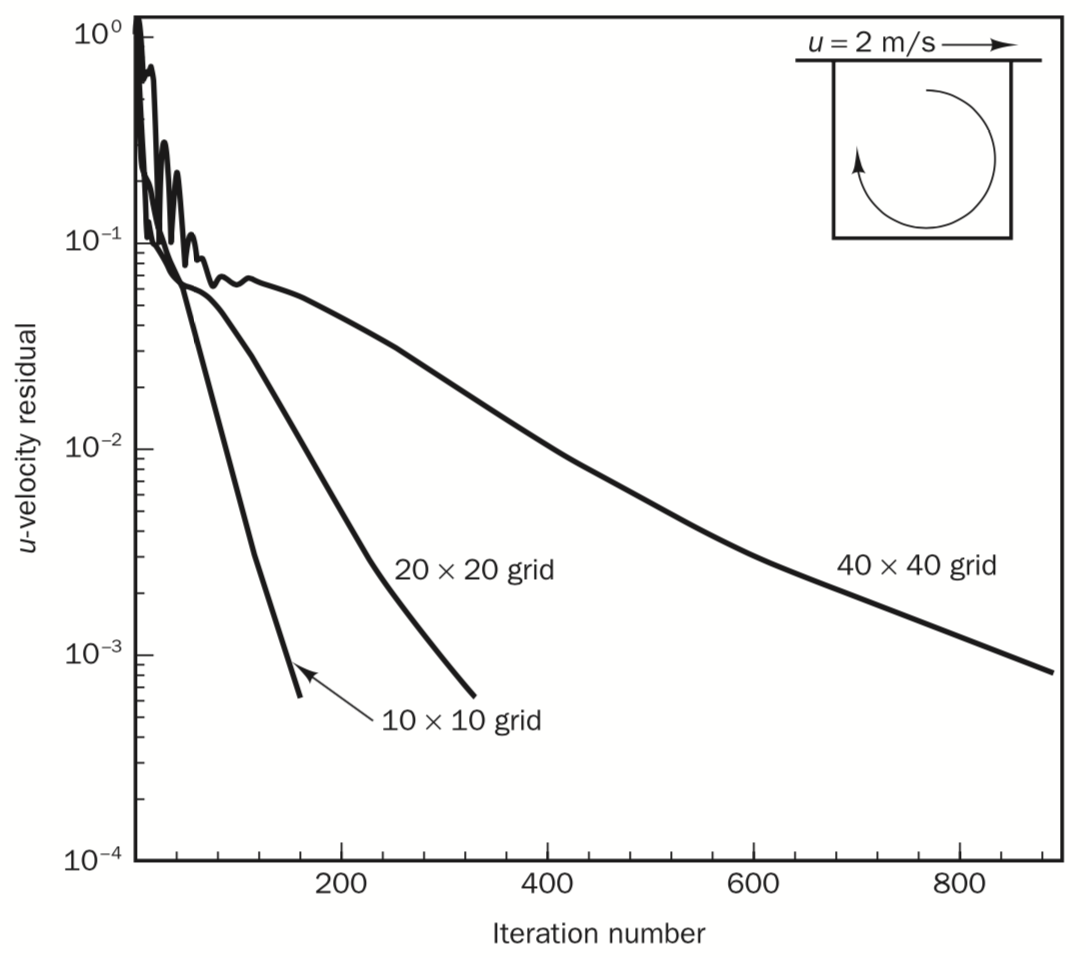 10⁰
u = 2 m/s
10⁻¹
u-velocity residual
10⁻²
20 × 20 grid
40 × 40 grid
10⁻³
10 × 10 grid
10⁻⁴
200 400 600 800
Iteration number